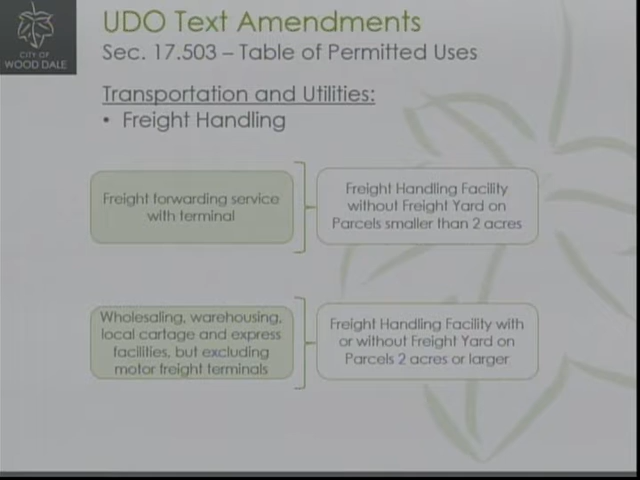 CITY OF
WOOD DALE
UDO Text Amendments
Sec. 17.503 – Table of Permitted Uses
Transportation and Utilities:
• Freight Handling
Freight forwarding service
with terminal
Freight Handling Facility
without Freight Yard on
Parcels smaller than 2 acres
Wholesaling, warehousing,
local cartage and express
facilities, but excluding
motor freight terminals
Freight Handling Facility with
or without Freight Yard on
Parcels 2 acres or larger